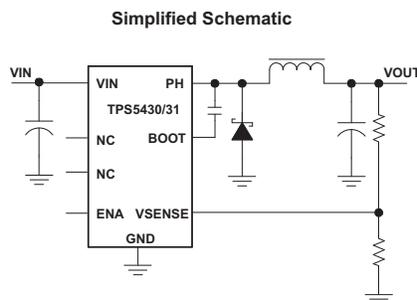 Simplified Schematic
VIN
VIN
PH
VOUT
TPS5430/31
NC
BOOT
NC
ENA
VSENSE
GND